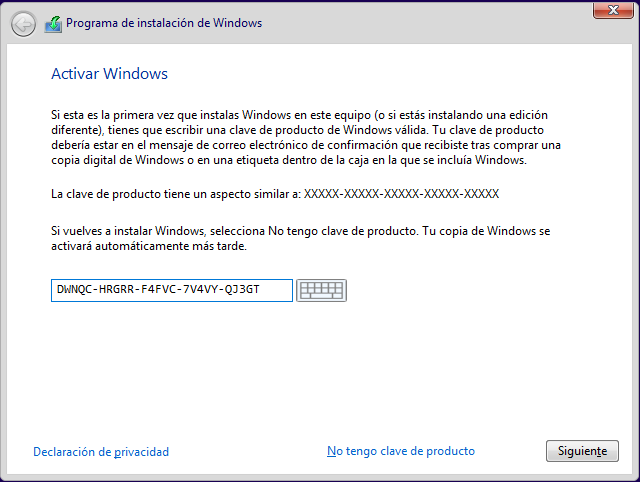 Programa de instalación de Windows
Activar Windows
Si esta es la primera vez que instalas Windows en este equipo (o si estás instalando una edición
diferente), tienes que escribir una clave de producto de Windows válida. Tu clave de producto
debería estar en el mensaje de correo electrónico de confirmación que recibiste tras comprar una
copia digital de Windows o en una etiqueta dentro de la caja en la que se incluía Windows.
La clave de producto tiene un aspecto similar a: XXXXX-XXXXX-XXXXX-XXXXX-XXXXX
Si vuelves a instalar Windows, selecciona No tengo clave de producto. Tu copia de Windows se
activará automáticamente más tarde.
DWNQC-HRGRR-F4FVC-7V4VY-QJ3GT
Declaración de privacidad
No tengo clave de producto
Siguiente